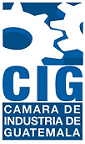 CIG
CAMARA DE
INDUSTRIA DE
GUATEMALA